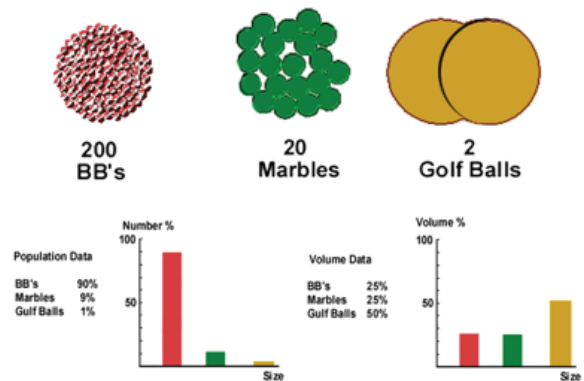 200
BB's
20
Marbles
2
Golf Balls
Population Data
BB's 90%
Marbles 9%
Gulf Balls 1%
Number %
100
50
Size
Volume Data
BB's 25%
Marbles 25%
Gulf Balls 50%
Volume %
100
50
Size